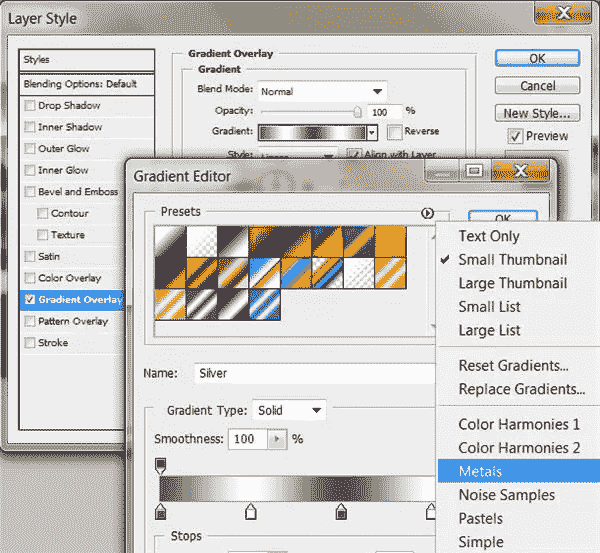 Layer Style
Styles
Blending Options: Default
Drop Shadow
Inner Shadow
Outer Glow
Inner Glow
Bevel and Emboss
Contour
Texture
Satin
Color Overlay
Gradient Overlay
Pattern Overlay
Stroke
Gradient Overlay
Gradient
Blend Mode: Normal
Opacity: 100 %
Gradient: Reverse
Style: Linear Align with Layer
OK
Cancel
New Style...
Preview
Gradient Editor
Presets
OK
Name: Silver
Gradient Type: Solid
Smoothness: 100 %
Stops
Text Only
Small Thumbnail
Large Thumbnail
Small List
Large List
Reset Gradients...
Replace Gradients...
Color Harmonies 1
Color Harmonies 2
Metals
Noise Samples
Pastels
Simple